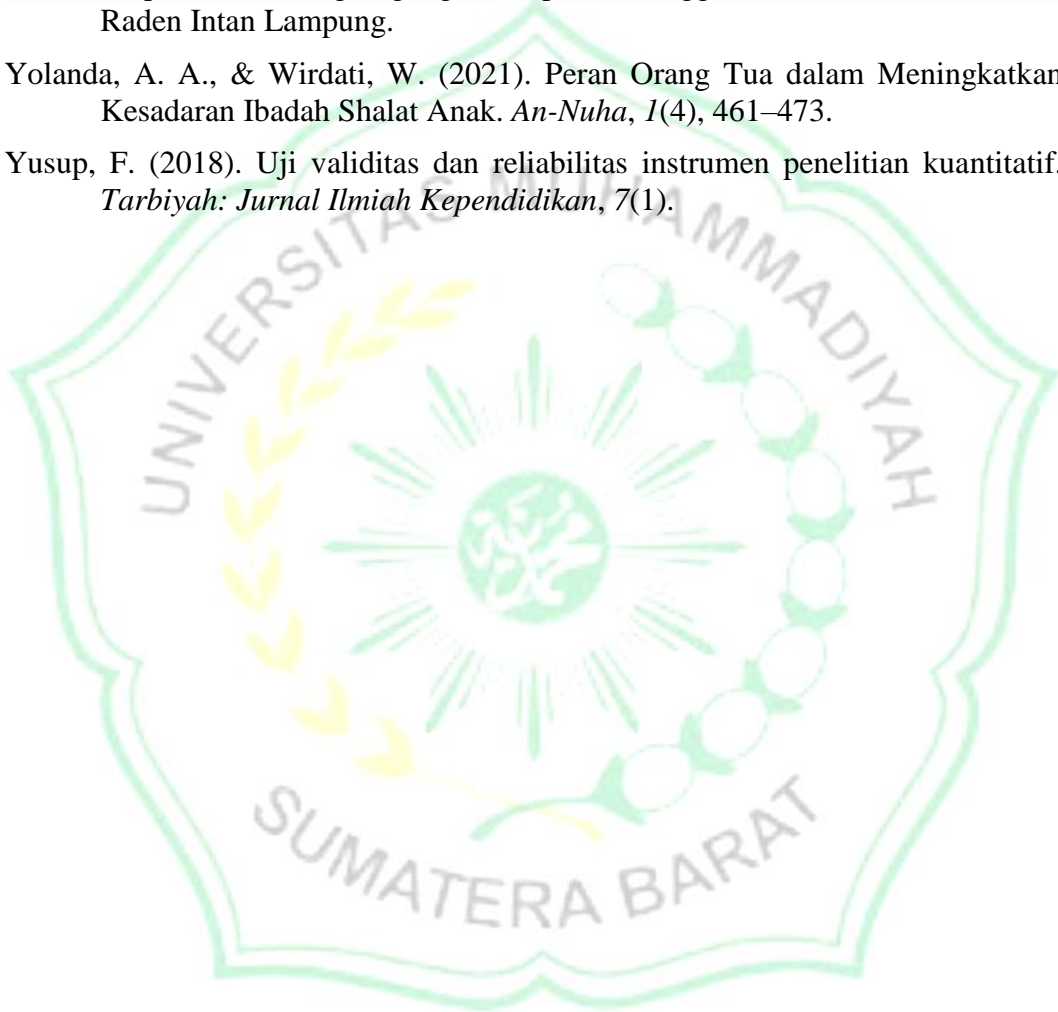 Raden Intan Lampung.
Yolanda, A. A., & Wirdati, W. (2021). Peran Orang Tua dalam Meningkatkan
Kesadaran Ibadah Shalat Anak. An-Nuha, 1(4), 461–473.
Yusup, F. (2018). Uji validitas dan reliabilitas instrumen penelitian kuantitatif.
Tarbiyah: Jurnal Ilmiah Kependidikan, 7(1).
UNIVERSITAS MUHAMMADIYAH
SUMATERA BARAT